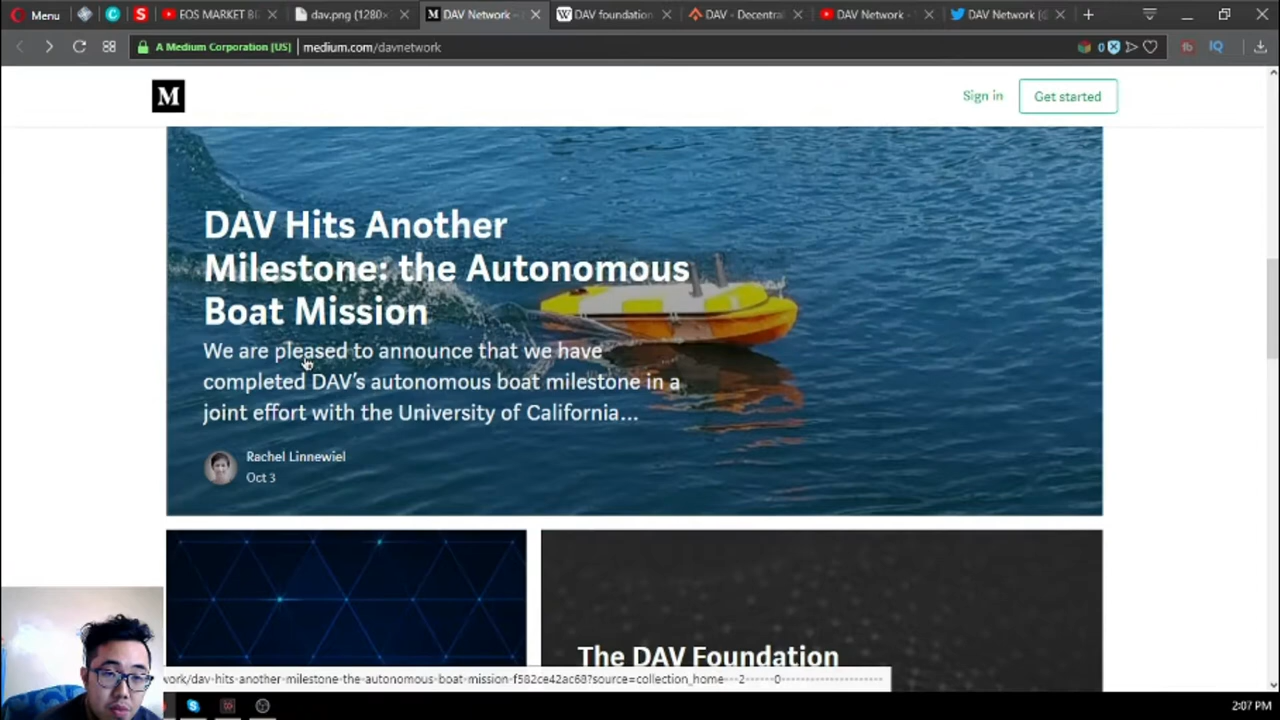 Menu
EOS MARKET B
dav.png (1280×
DAV Network –
DAV foundation
DAV - Decentral
DAV Network -
DAV Network (
A Medium Corporation [US]
medium.com/davnetwork
0
IQ
M
Sign in
Get started
DAV Hits Another
Milestone: the Autonomous
Boat Mission
We are pleased to announce that we have
completed DAV's autonomous boat milestone in a
joint effort with the University of California...
Rachel Linnewiel
Oct 3
The DAV Foundation
work/dav-hits-another-milestone-the-autonomous-boat-mission-f582ce42ac68?source=collection_home---2------0----------------
2:07 PM